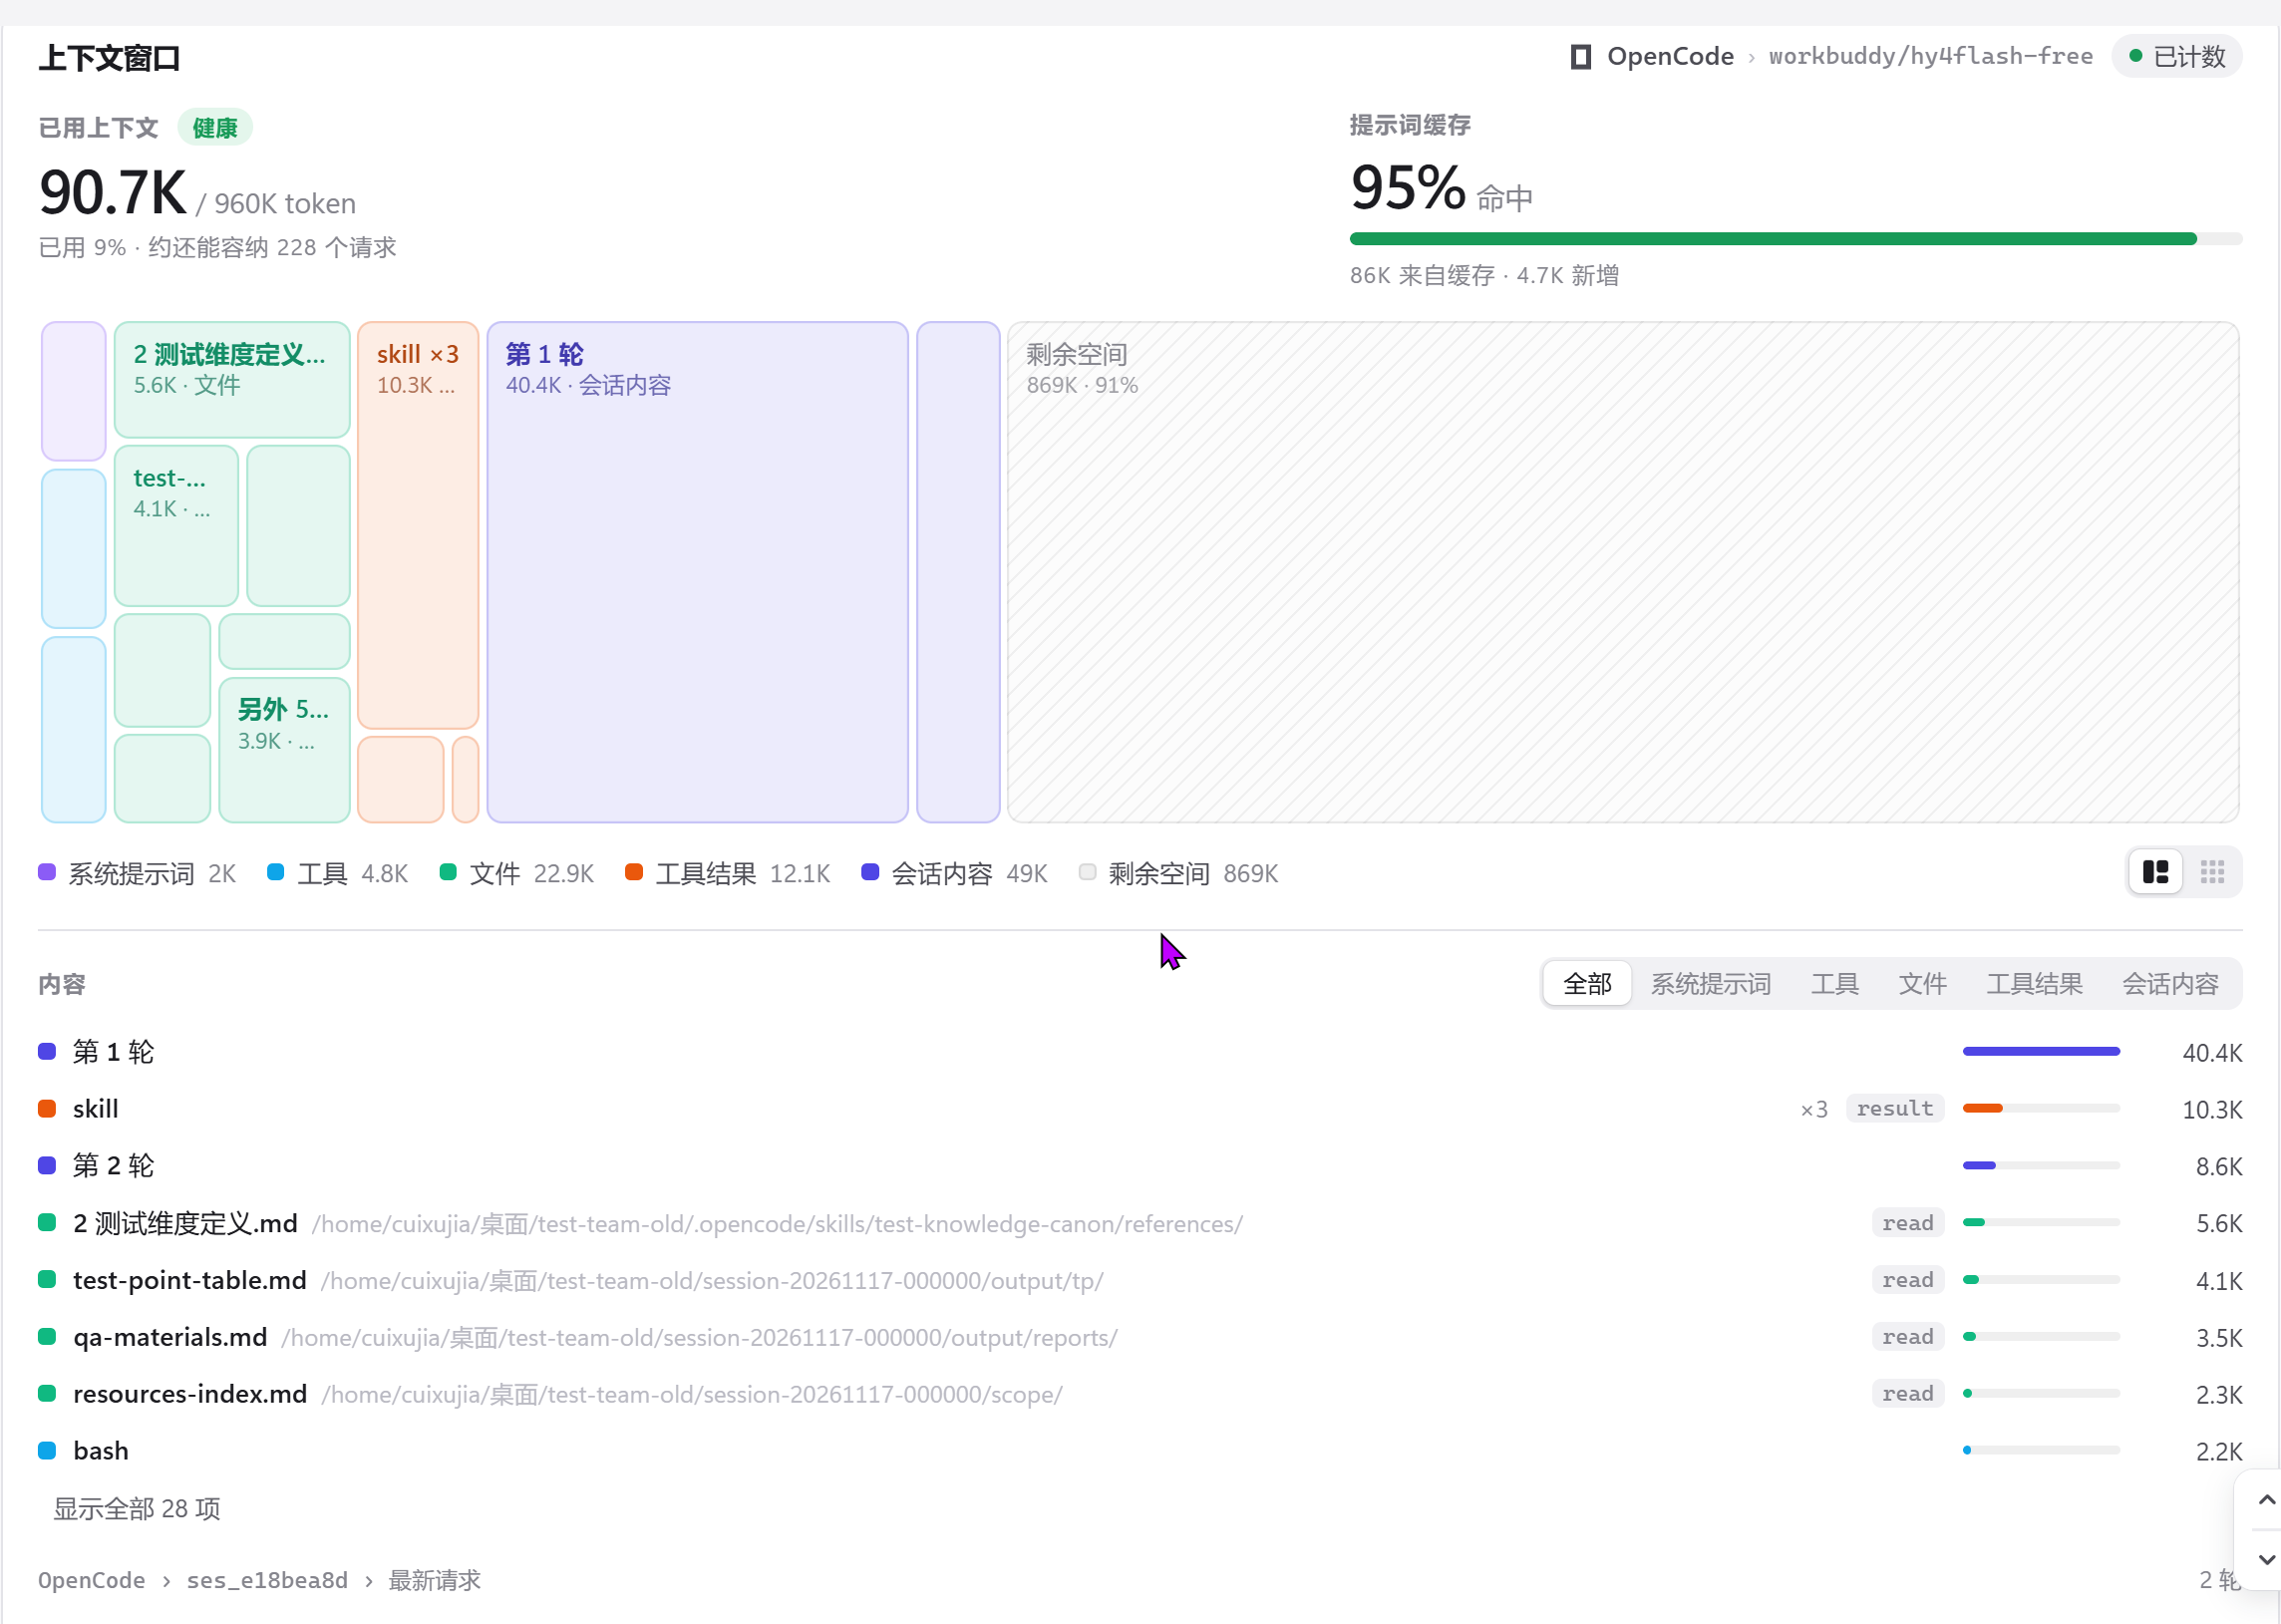 上下文窗口
OpenCode › workbuddy/hy4flash-free 已计数
已用上下文 健康
提示词缓存
90.7K / 960K token
95% 命中
已用 9% · 约还能容纳 228 个请求
86K 来自缓存 · 4.7K 新增
2 测试维度定义...
5.6K · 文件
skill ×3
10.3K ...
第 1 轮
40.4K · 会话内容
剩余空间
869K · 91%
test-...
4.1K · ...
另外 5...
3.9K · ...
系统提示词 2K 工具 4.8K 文件 22.9K 工具结果 12.1K 会话内容 49K 剩余空间 869K
内容
全部 系统提示词 工具 文件 工具结果 会话内容
第 1 轮 40.4K
skill ×3 result 10.3K
第 2 轮 8.6K
2 测试维度定义.md /home/cuixujia/桌面/test-team-old/.opencode/skills/test-knowledge-canon/references/ read 5.6K
test-point-table.md /home/cuixujia/桌面/test-team-old/session-20261117-000000/output/tp/ read 4.1K
qa-materials.md /home/cuixujia/桌面/test-team-old/session-20261117-000000/output/reports/ read 3.5K
resources-index.md /home/cuixujia/桌面/test-team-old/session-20261117-000000/scope/ read 2.3K
bash 2.2K
显示全部 28 项
OpenCode › ses_e18bea8d › 最新请求 2 轮